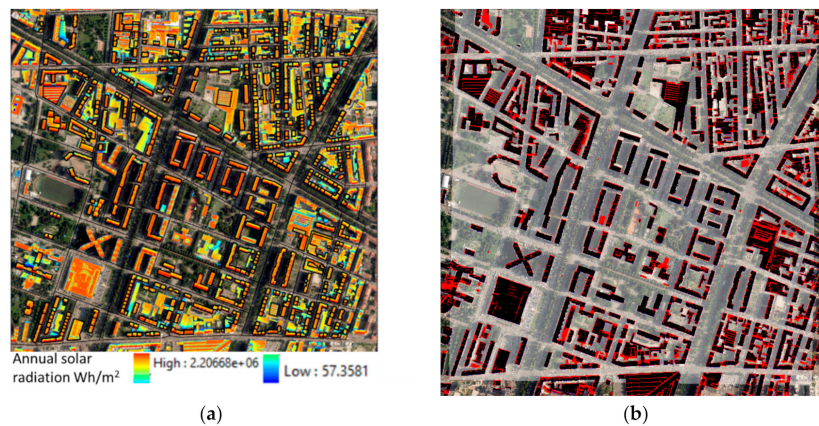 Annual solar
radiation Wh/m²
High : 2.20668e+06
Low : 57.3581
(a)
(b)